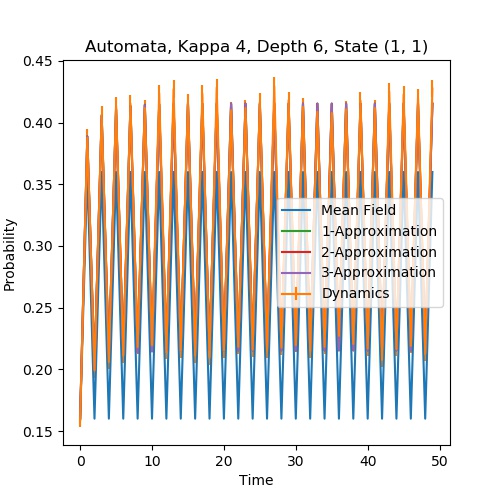 Automata, Kappa 4, Depth 6, State (1, 1)
Probability
0.45
0.40
0.35
0.30
0.25
0.20
0.15
Mean Field
1-Approximation
2-Approximation
3-Approximation
Dynamics
0 10 20 30 40 50
Time